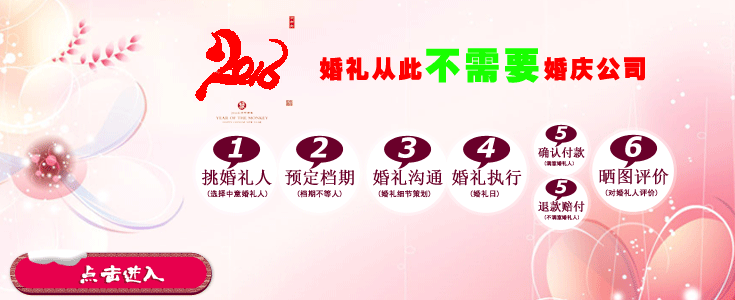 2016
YEAR OF THE MONKEY
婚礼从此不需要婚庆公司
1
挑婚礼人
(选择中意婚礼人)
2
预定档期
(档期不等人)
3
婚礼沟通
(婚礼细节策划)
4
婚礼执行
(婚礼日)
5
确认付款
(满意婚礼人)
5
退款赔付
(不满意婚礼人)
6
晒图评价
(对婚礼人评价)
点击进入